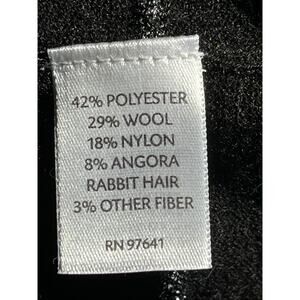 42% POLYESTER
29% WOOL
18% NYLON
8% ANGORA
RABBIT HAIR
3% OTHER FIBER
RN 97641